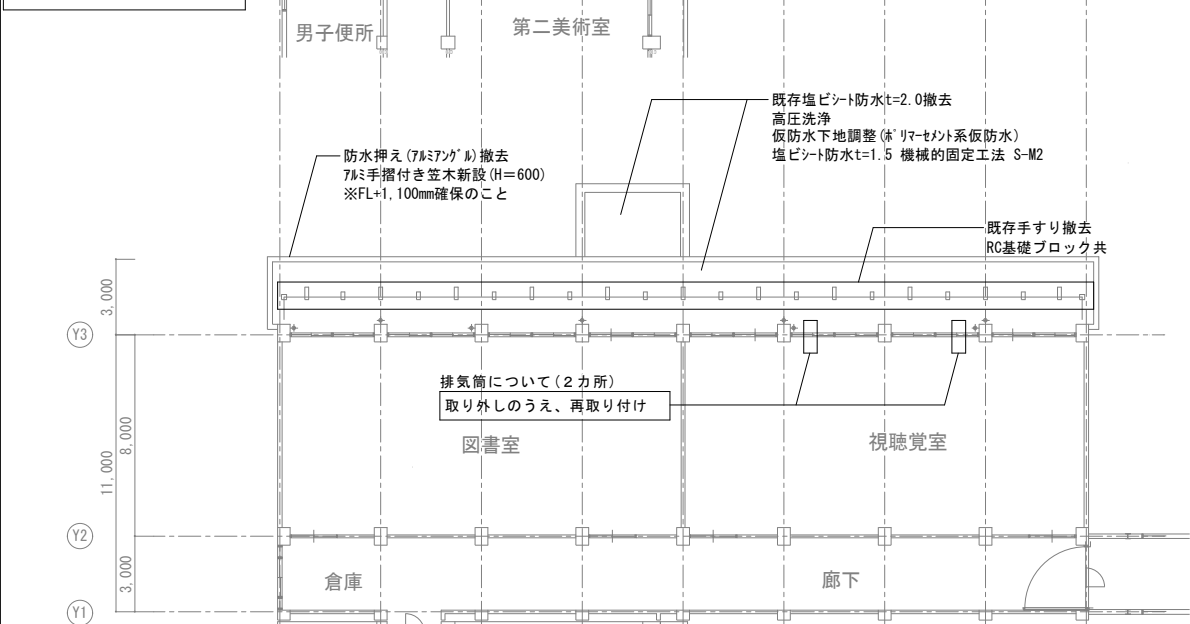 男子便所
第二美術室
既存塩ビシート防水t=2.0撤去
高圧洗浄
仮防水下地調整(ポリマーセメント系仮防水)
塩ビシート防水t=1.5 機械的固定工法 S-M2
防水押え(アルミアングル)撤去
アルミ手摺付き笠木新設(H=600)
※FL+1,100mm確保のこと
既存手すり撤去
RC基礎ブロック共
3,000
Y3
排気筒について(2カ所)
取り外しのうえ、再取り付け
図書室
視聴覚室
8,000
11,000
Y2
倉庫
廊下
3,000
Y1